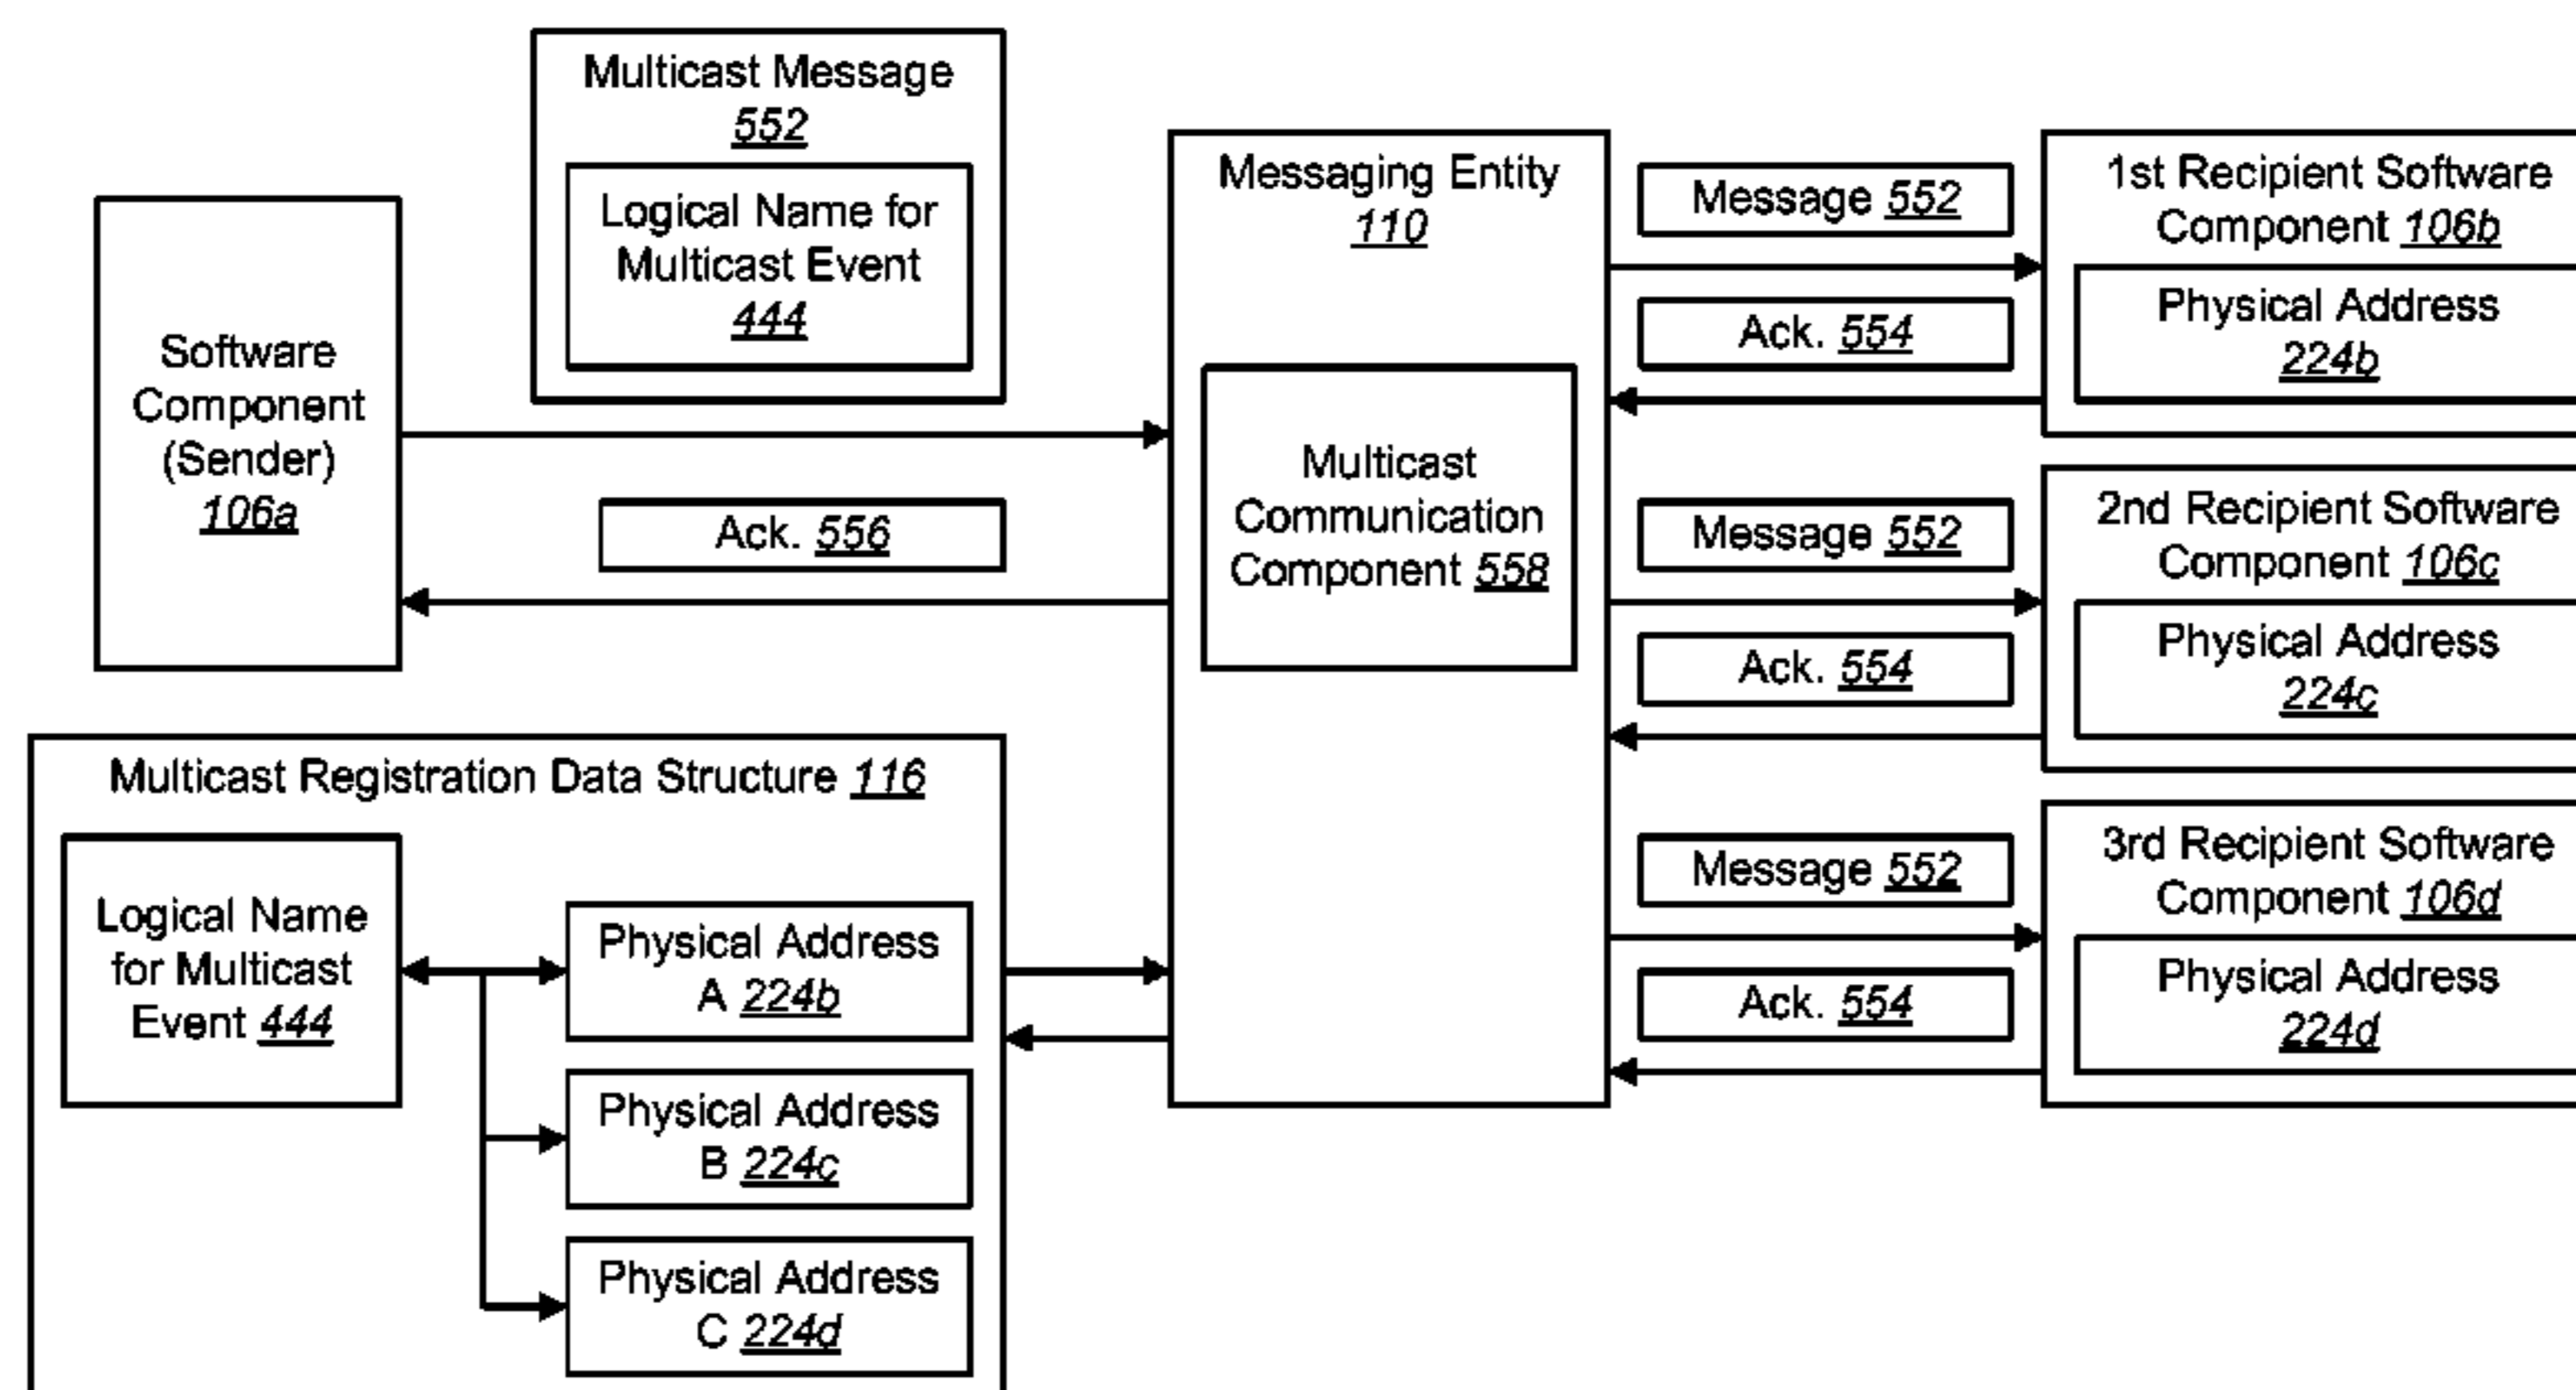 Multicast Message
552
Logical Name for
Multicast Event
444
Software
Component
(Sender)
106a
Ack. 556
Messaging Entity
110
Multicast
Communication
Component 558
Message 552
Ack. 554
Message 552
Ack. 554
Message 552
Ack. 554
1st Recipient Software
Component 106b
Physical Address
224b
2nd Recipient Software
Component 106c
Physical Address
224c
3rd Recipient Software
Component 106d
Physical Address
224d
Multicast Registration Data Structure 116
Logical Name
for Multicast
Event 444
Physical Address
A 224b
Physical Address
B 224c
Physical Address
C 224d